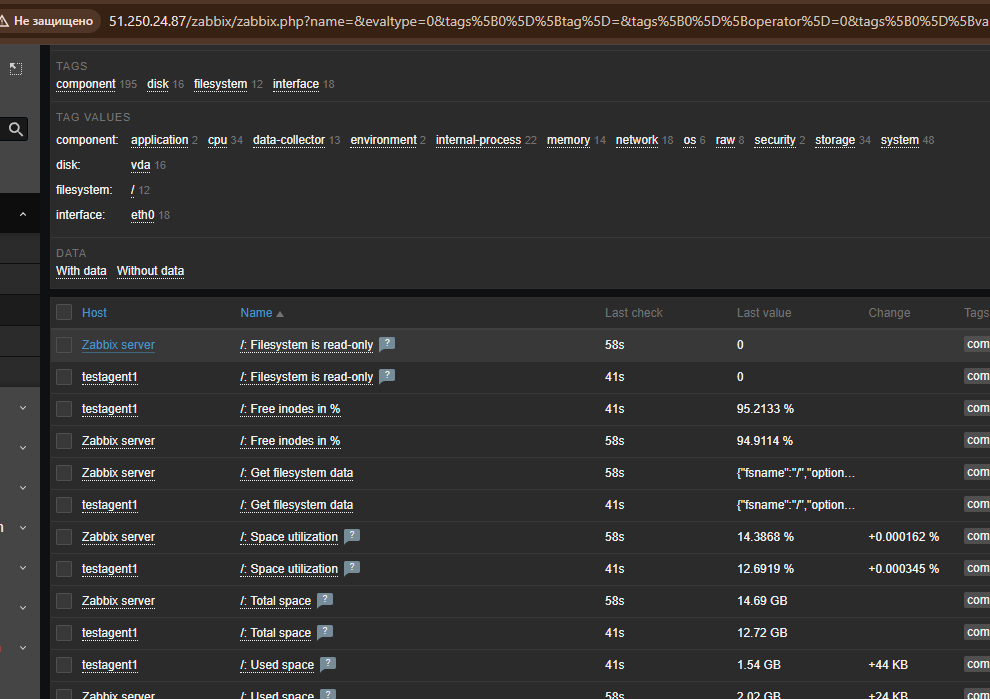 Не защищено 51.250.24.87/zabbix/zabbix.php?name=&evaltype=0&tags%5B0%5D%5Btag%5D=&tags%5B0%5D%5Boperator%5D=0&tags%5B0%5D%5Bva
TAGS
component 195 disk 16 filesystem 12 interface 18
TAG VALUES
component: application 2 cpu 34 data-collector 13 environment 2 internal-process 22 memory 14 network 18 os 6 raw 8 security 2 storage 34 system 48
disk: vda 16
filesystem: / 12
interface: eth0 18
DATA
With data Without data
Host Name Last check Last value Change Tags
Zabbix server /: Filesystem is read-only ? 58s 0 com
testagent1 /: Filesystem is read-only ? 41s 0 com
testagent1 /: Free inodes in % 41s 95.2133 % com
Zabbix server /: Free inodes in % 58s 94.9114 % com
Zabbix server /: Get filesystem data 58s {"fsname":"/","option... com
testagent1 /: Get filesystem data 41s {"fsname":"/","option... com
Zabbix server /: Space utilization ? 58s 14.3868 % +0.000162 % com
testagent1 /: Space utilization ? 41s 12.6919 % +0.000345 % com
Zabbix server /: Total space ? 58s 14.69 GB com
testagent1 /: Total space ? 41s 12.72 GB com
testagent1 /: Used space ? 41s 1.54 GB +44 KB com
Zabbix server /: Used space ? 58s 2.02 GB +24 KB com